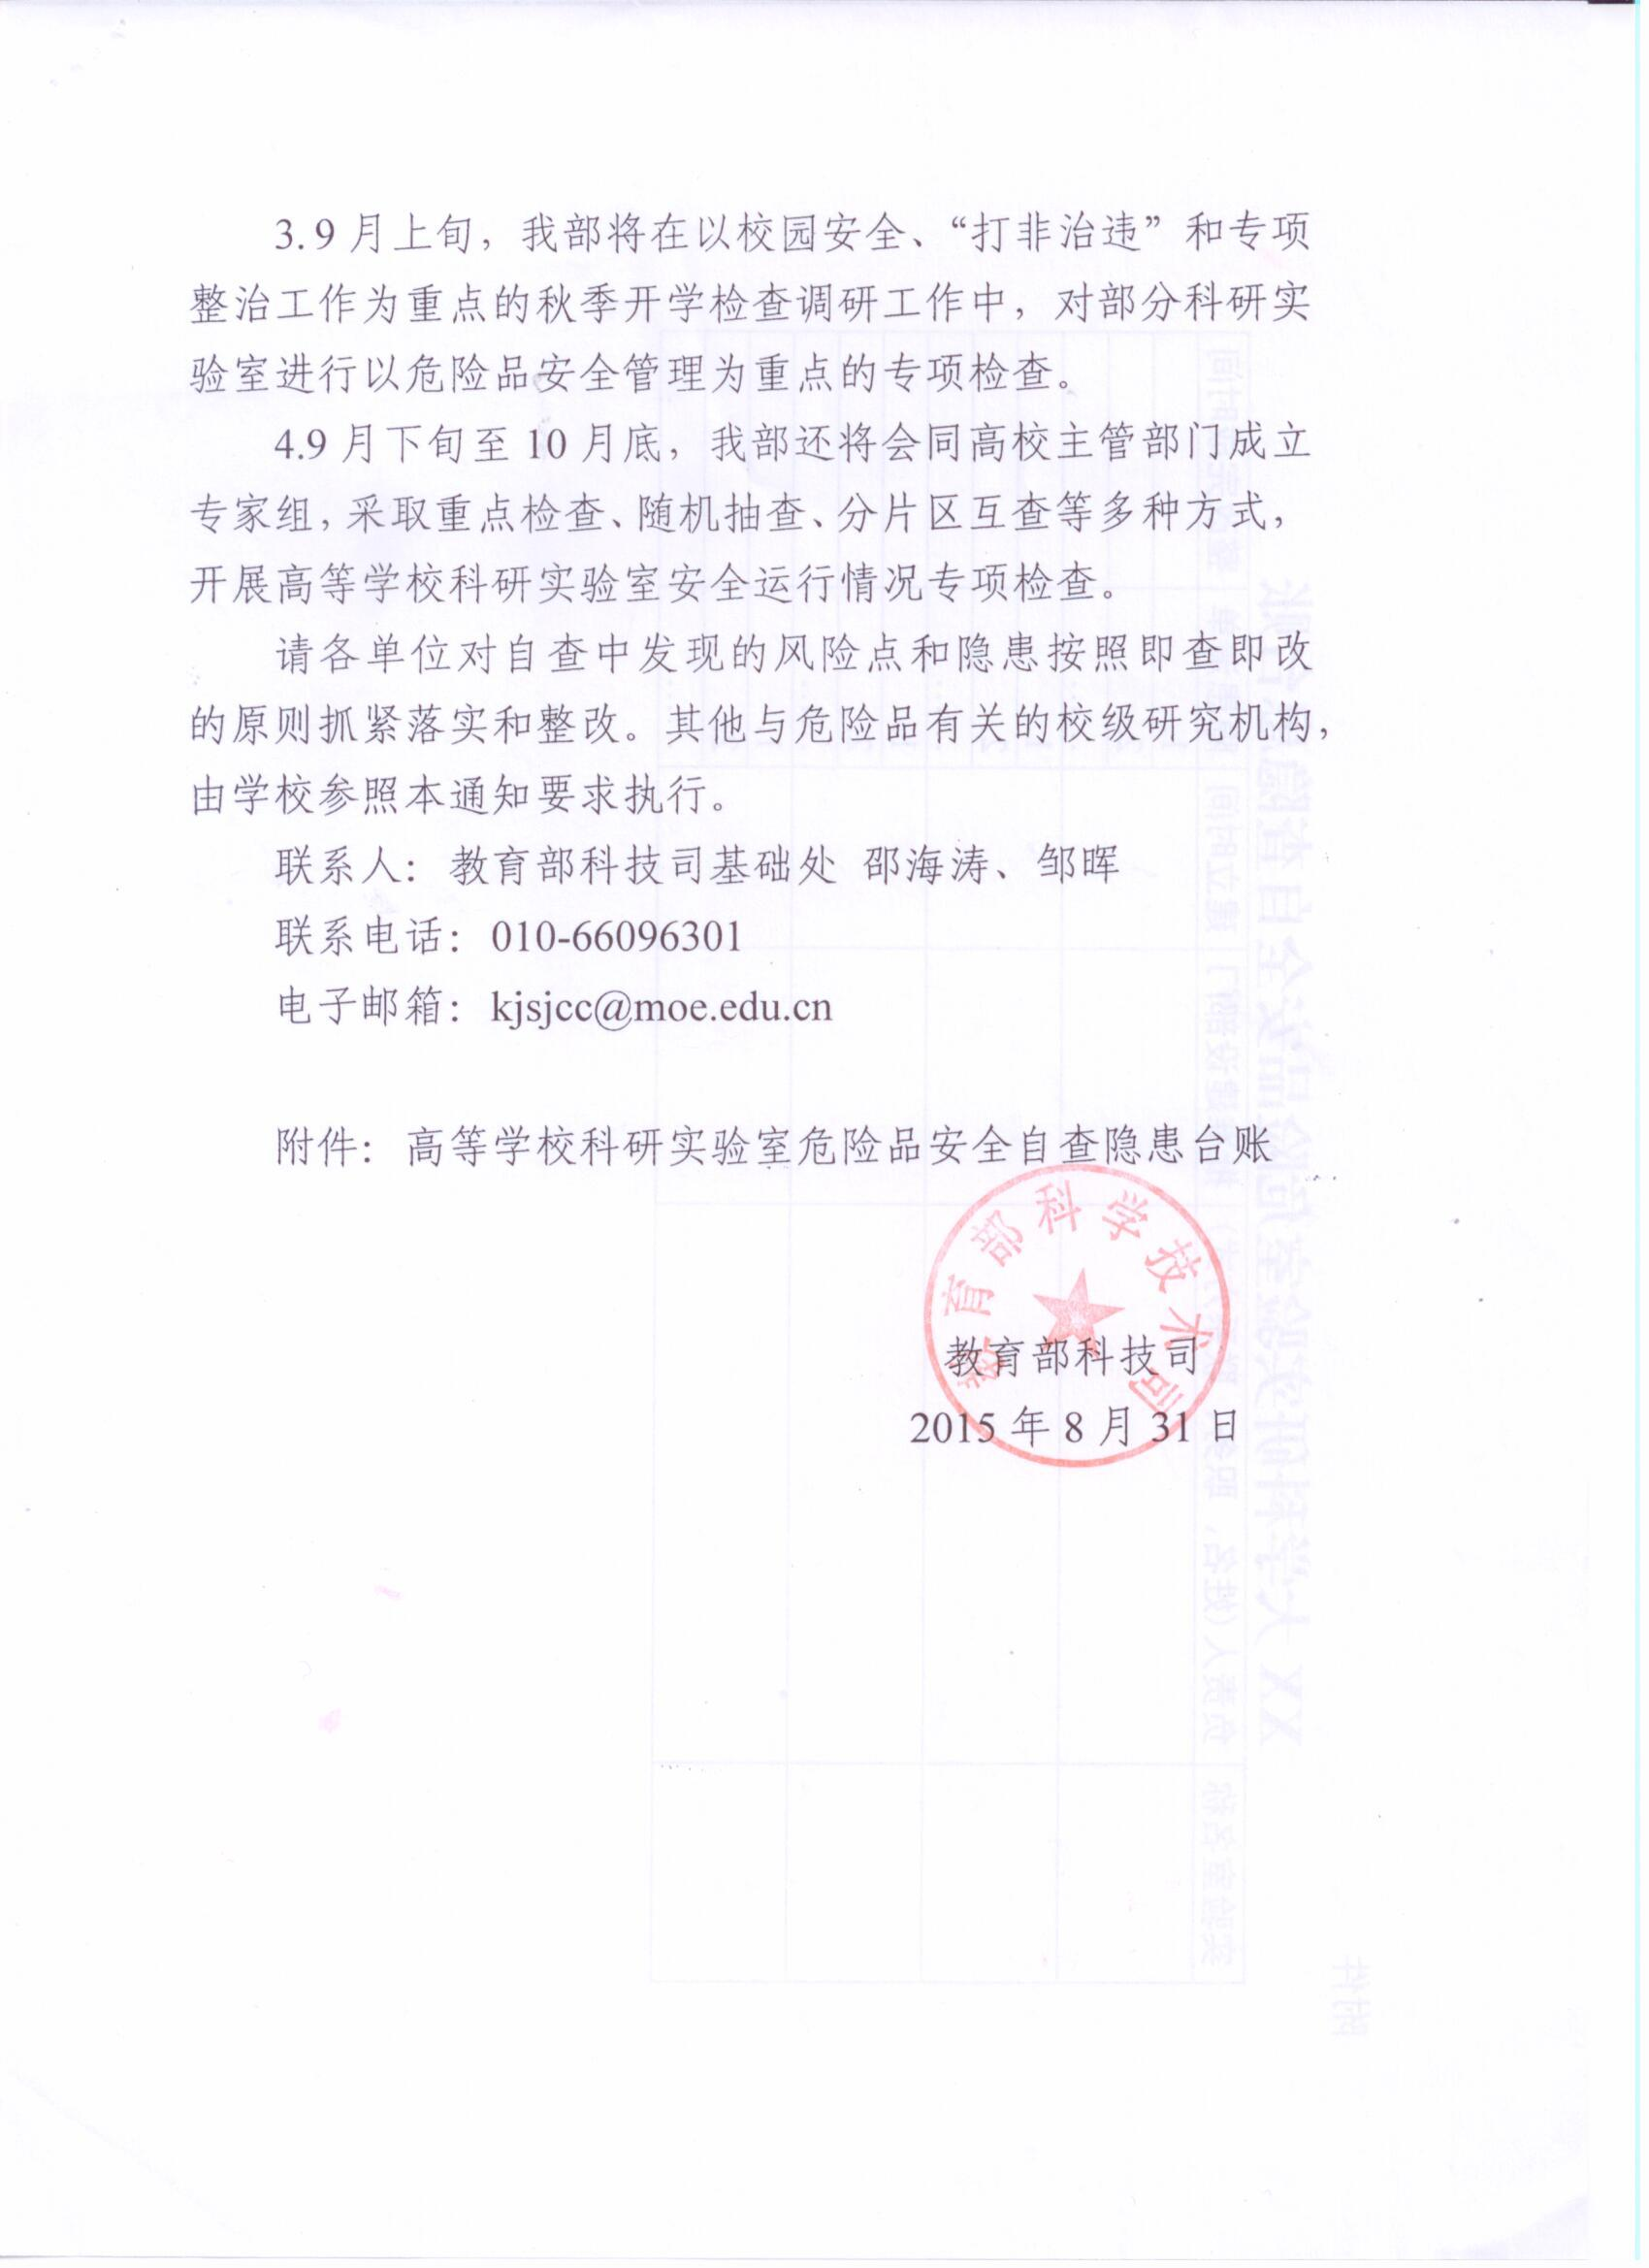 3.9月上旬，我部将在以校园安全、“打非治违”和专项
整治工作为重点的秋季开学检查调研工作中，对部分科研实
验室进行以危险品安全管理为重点的专项检查。
4.9月下旬至10月底，我部还将会同高校主管部门成立
专家组，采取重点检查、随机抽查、分片区互查等多种方式，
开展高等学校科研实验室安全运行情况专项检查。
请各单位对自查中发现的风险点和隐患按照即查即改
的原则抓紧落实和整改。其他与危险品有关的校级研究机构，
由学校参照本通知要求执行。
联系人：教育部科技司基础处 邵海涛、邹晖
联系电话：010-66096301
电子邮箱：kjsjcc@moe.edu.cn
附件：高等学校科研实验室危险品安全自查隐患台账
教育部科学技术司
教育部科技司
2015年8月31日